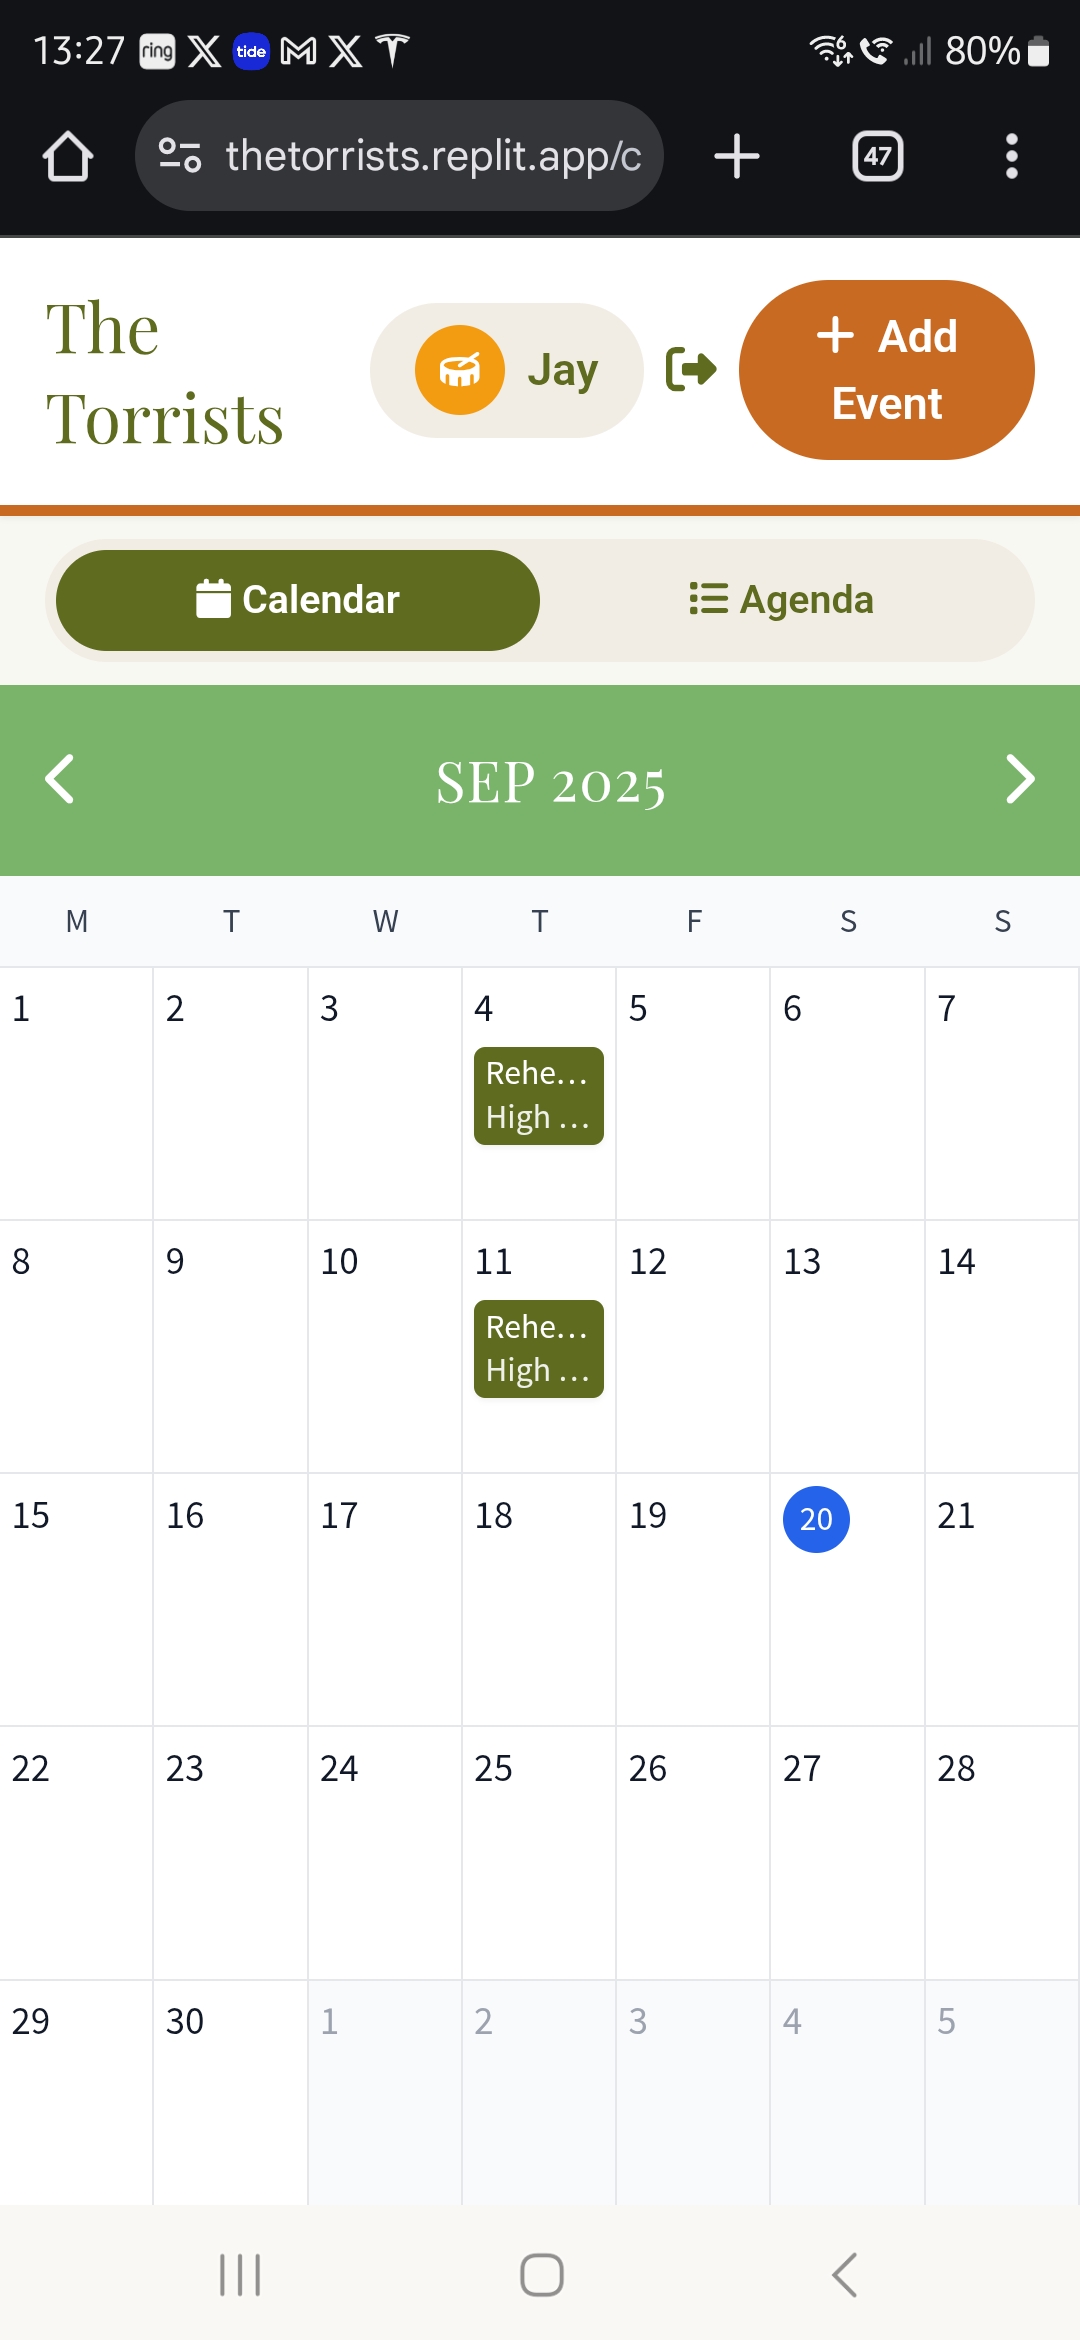 13:27 ring tide 80%
thetorrists.replit.app/c 47
The
Torrists
Jay
Add
Event
Calendar Agenda
SEP 2025
M T W T F S S
1 2 3 4 5 6 7
Rehe...
High ...
8 9 10 11 12 13 14
Rehe...
High ...
15 16 17 18 19 20 21
22 23 24 25 26 27 28
29 30 1 2 3 4 5